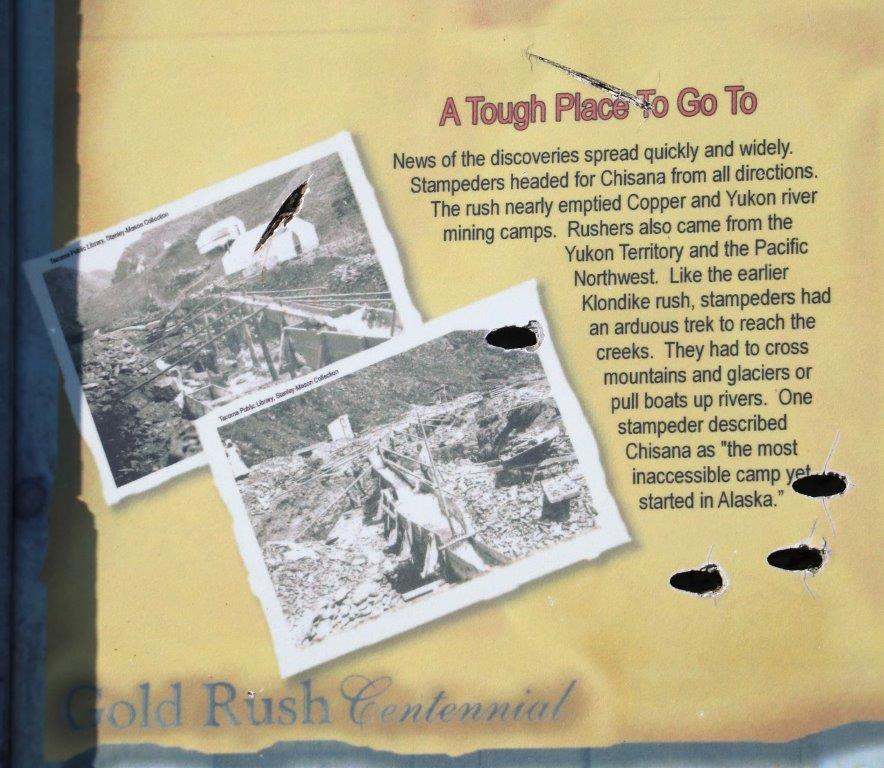 A Tough Place To Go To
News of the discoveries spread quickly and widely.
Stampeders headed for Chisana from all directions.
The rush nearly emptied Copper and Yukon river
mining camps. Rushers also came from the
Yukon Territory and the Pacific
Northwest. Like the earlier
Klondike rush, stampeders had
an arduous trek to reach the
creeks. They had to cross
mountains and glaciers or
pull boats up rivers. One
stampeder described
Chisana as "the most
inaccessible camp yet
started in Alaska."
Tacoma Public Library, Stanley-Mason Collection
Tacoma Public Library, Stanley-Mason Collection
Gold Rush Centennial